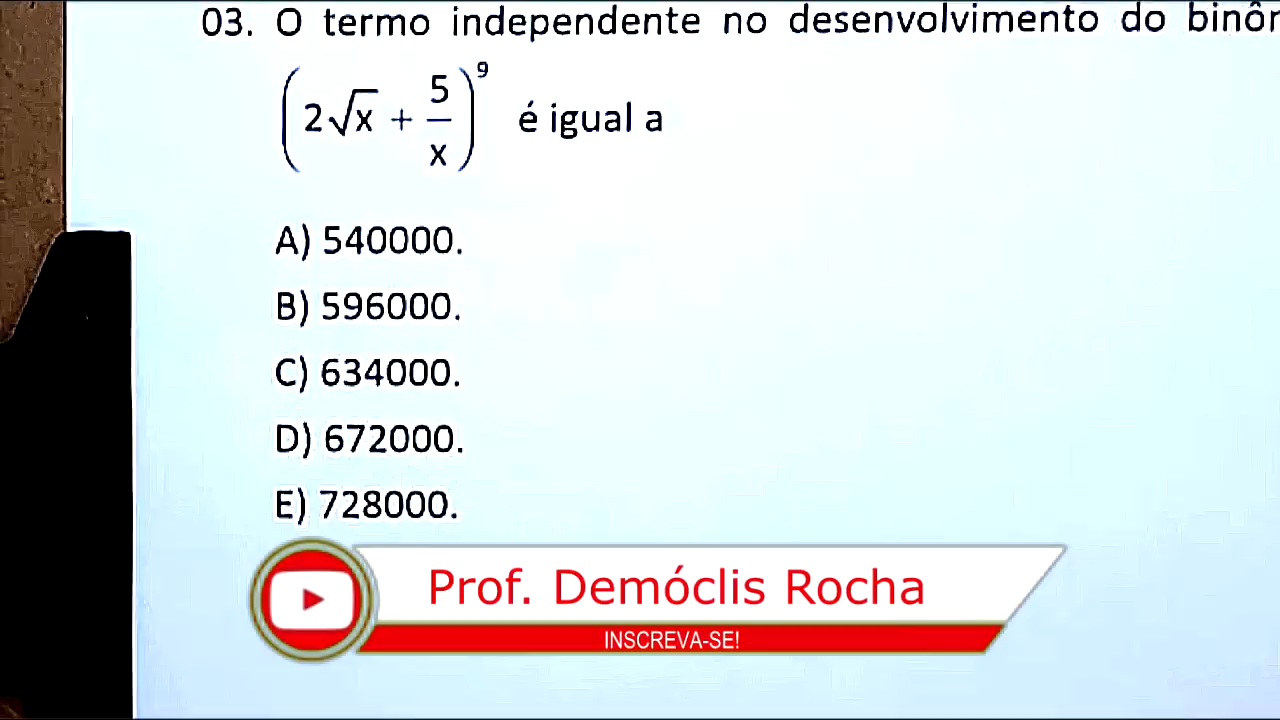 03. O termo independente no desenvolvimento do
(2√x + 5/x)^9 é igual a
A) 540000.
B) 596000.
C) 634000.
D) 672000.
E) 728000.
Prof. Demóclis Rocha
INSCREVA-SE!